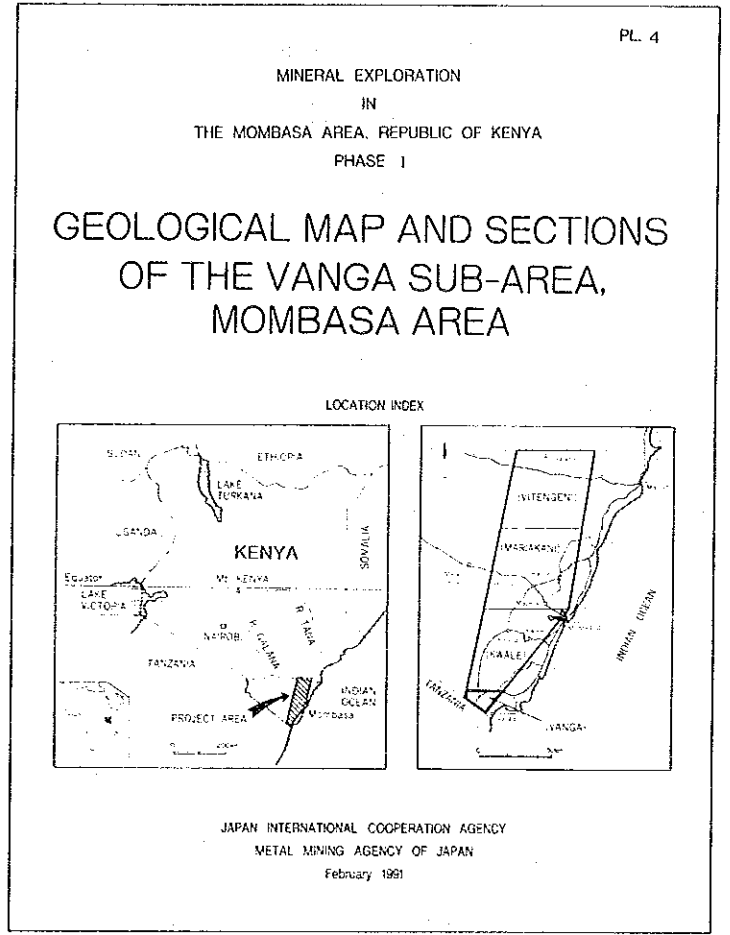 PL. 4
MINERAL EXPLORATION
IN
THE MOMBASA AREA, REPUBLIC OF KENYA
PHASE I
GEOLOGICAL MAP AND SECTIONS
OF THE VANGA SUB-AREA,
MOMBASA AREA
LOCATION INDEX
SUDAN
ETHIOPIA
LAKE
TURKANA
UGANDA
KENYA
SOMALIA
Equator
Mt. KENYA
LAKE
VICTORIA
NAIROBI
R. GALANA
R. TANA
TANZANIA
INDIAN
OCEAN
PROJECT AREA
Mombasa
(VITENGENI)
(MARIAKANI)
(KWALE)
INDIAN OCEAN
TANZANIA
(VANGA)
JAPAN INTERNATIONAL COOPERATION AGENCY
METAL MINING AGENCY OF JAPAN
February 1991